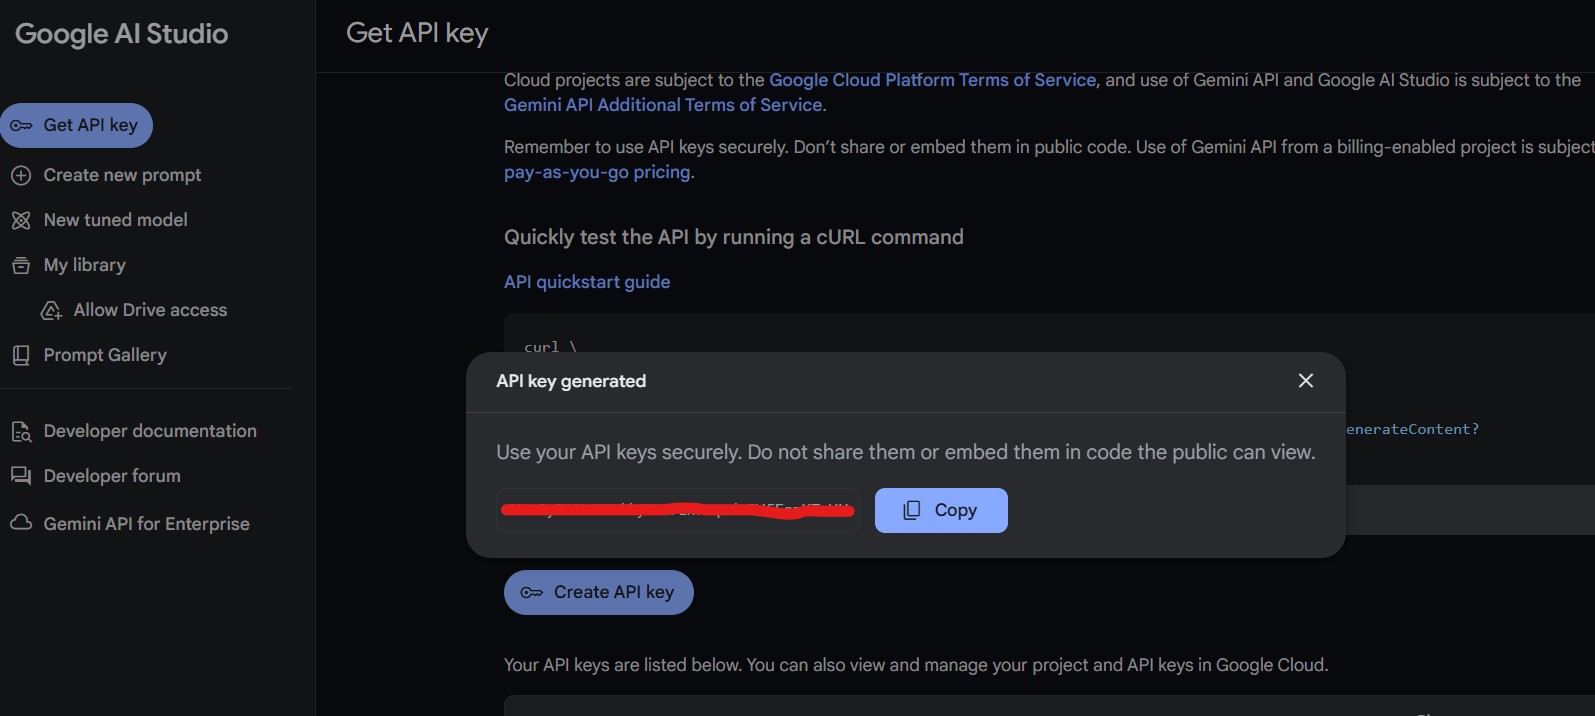 Google AI Studio
Get API key
Get API key
Create new prompt
New tuned model
My library
Allow Drive access
Prompt Gallery
Developer documentation
Developer forum
Gemini API for Enterprise
Cloud projects are subject to the Google Cloud Platform Terms of Service, and use of Gemini API and Google AI Studio is subject to the
Gemini API Additional Terms of Service.
Remember to use API keys securely. Don’t share or embed them in public code. Use of Gemini API from a billing-enabled project is subject
pay-as-you-go pricing.
Quickly test the API by running a cURL command
API quickstart guide
curl \
enerateContent?
API key generated
Use your API keys securely. Do not share them or embed them in code the public can view.
Copy
Create API key
Your API keys are listed below. You can also view and manage your project and API keys in Google Cloud.